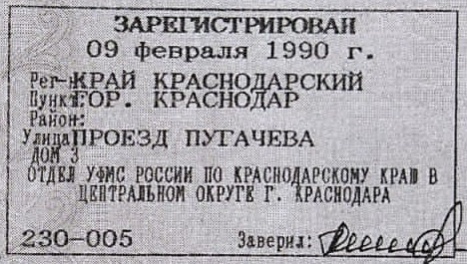 ЗАРЕГИСТРИРОВАН
09 февраля 1990 г.
Рег-н КРАЙ КРАСНОДАРСКИЙ
Пункт: ГОР. КРАСНОДАР
Район:
Улица ПРОЕЗД ПУГАЧЕВА
ДОМ 3
ОТДЕЛ УФМС РОССИИ ПО КРАСНОДАРСКОМУ КРАЮ В
ЦЕНТРАЛЬНОМ ОКРУГЕ Г. КРАСНОДАРА
230-005 Заверил: